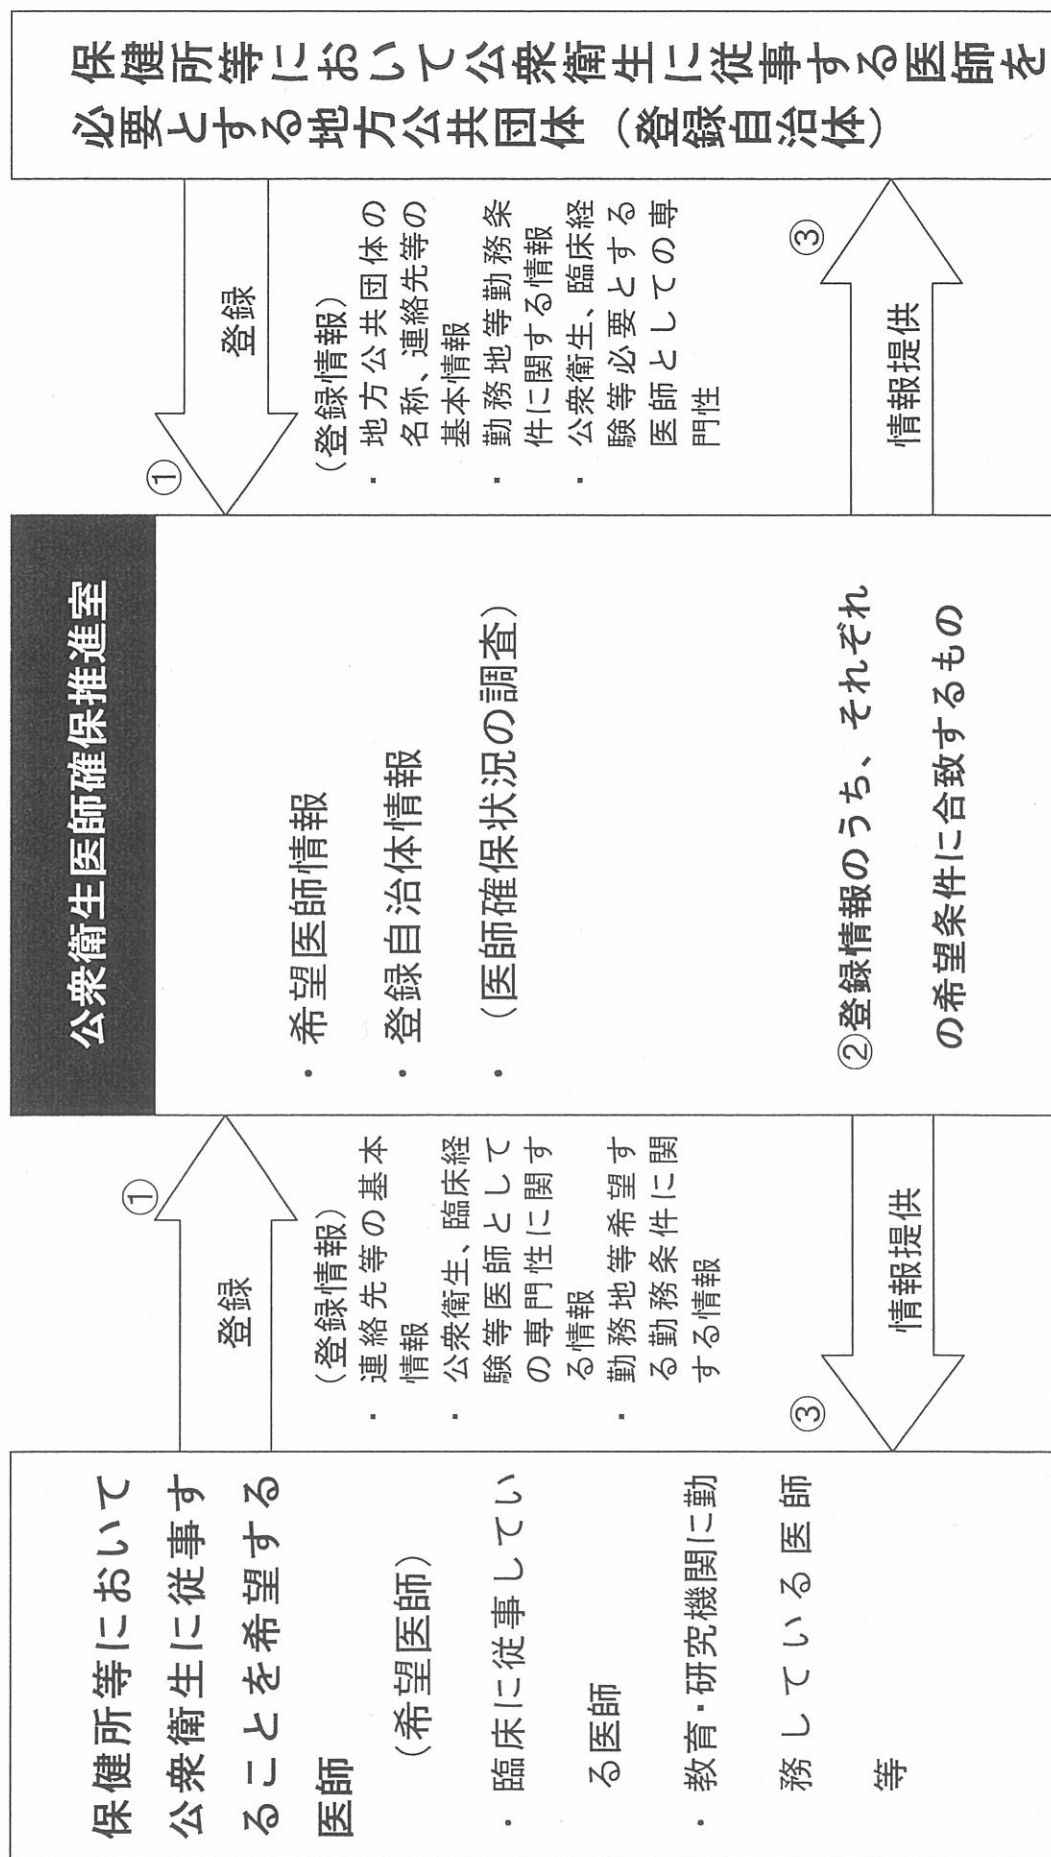 保健所等において
公衆衛生に従事す
ることを希望する
医師
（希望医師）
・ 臨床に従事してい
る医師
・ 教育・研究機関に勤
務している医師
等
①
登録
（登録情報）
・ 連絡先等の基本
情報
・ 公衆衛生、臨床経
験等医師として
の専門性に関す
る情報
・ 勤務地等希望す
る勤務条件に関
する情報
③
情報提供
公衆衛生医師確保推進室
・ 希望医師情報
・ 登録自治体情報
・ （医師確保状況の調査）
②登録情報のうち、それぞれ
の希望条件に合致するもの
①
登録
（登録情報）
・ 地方公共団体の
名称、連絡先等の
基本情報
・ 勤務地等勤務条
件に関する情報
・ 公衆衛生、臨床経
験等必要とする
医師としての専
門性
③
情報提供
保健所等において公衆衛生に従事する医師を
必要とする地方公共団体（登録自治体）